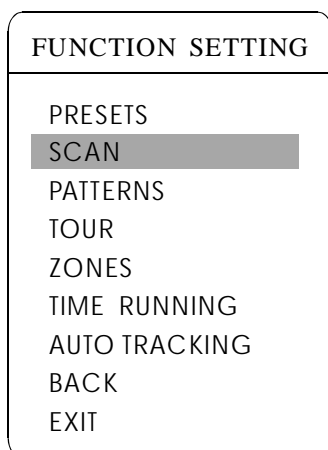 FUNCTION SETTING
PRESETS
SCAN
PATTERNS
TOUR
ZONES
TIME RUNNING
AUTO TRACKING
BACK
EXIT